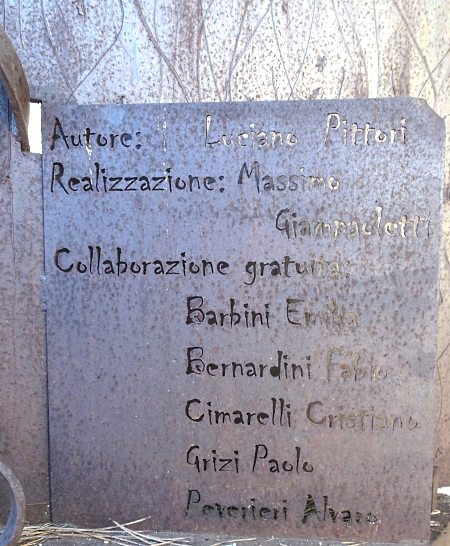 Autore: Luciano Pittori
Realizzazione: Massimo
Giampaoletti
Collaborazione gratuita:
Barbini Emilio
Bernardini Fabio
Cimarelli Cristiano
Grizi Paolo
Peverieri Alvaro